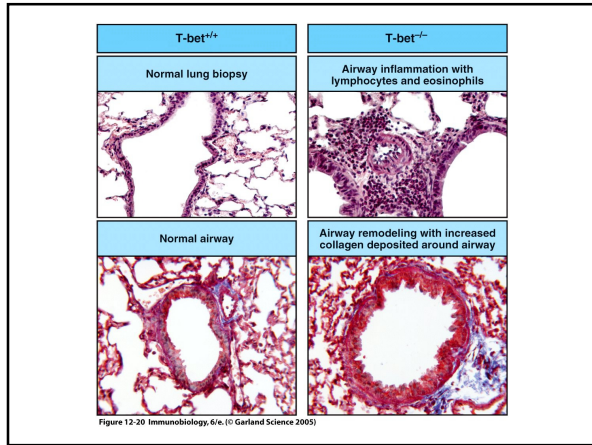 T-bet+/+
T-bet–/–
Normal lung biopsy
Airway inflammation with
lymphocytes and eosinophils
Normal airway
Airway remodeling with increased
collagen deposited around airway
Figure 12-20 Immunobiology, 6/e. (© Garland Science 2005)